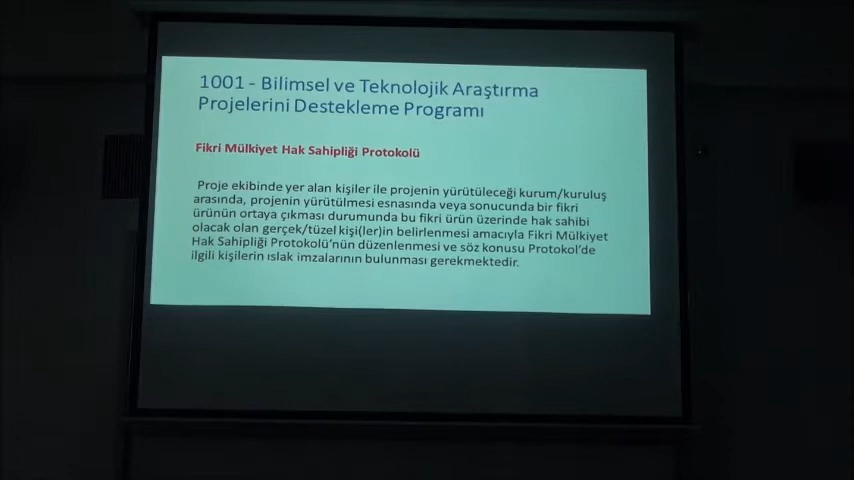 1001 - Bilimsel ve Teknolojik Araştırma
Projelerini Destekleme Programı
Fikri Mülkiyet Hak Sahipliği Protokolü
Proje ekibinde yer alan kişiler ile projenin yürütüleceği kurum/kuruluş
arasında, projenin yürütülmesi esnasında veya sonucunda bir fikri
ürünün ortaya çıkması durumunda bu fikri ürün üzerinde hak sahibi
olacak olan gerçek/tüzel kişi(ler)in belirlenmesi amacıyla Fikri Mülkiyet
Hak Sahipliği Protokolü'nün düzenlenmesi ve söz konusu Protokol'de
ilgili kişilerin ıslak imzalarının bulunması gerekmektedir.